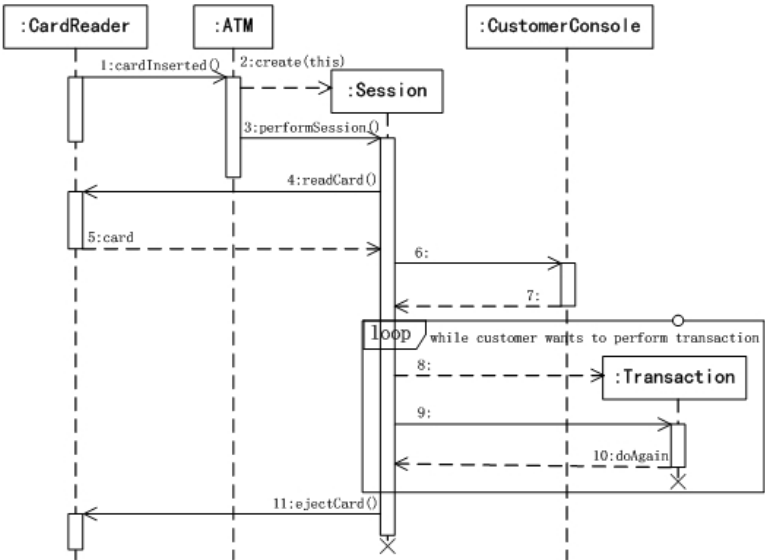 :CardReader
:ATM
:CustomerConsole
1:cardInserted()
2:create(this)
:Session
3:performSession()
4:readCard()
5:card
6:
7:
loop
while customer wants to perform transaction
8:
:Transaction
9:
10:doAgain
11:ejectCard()